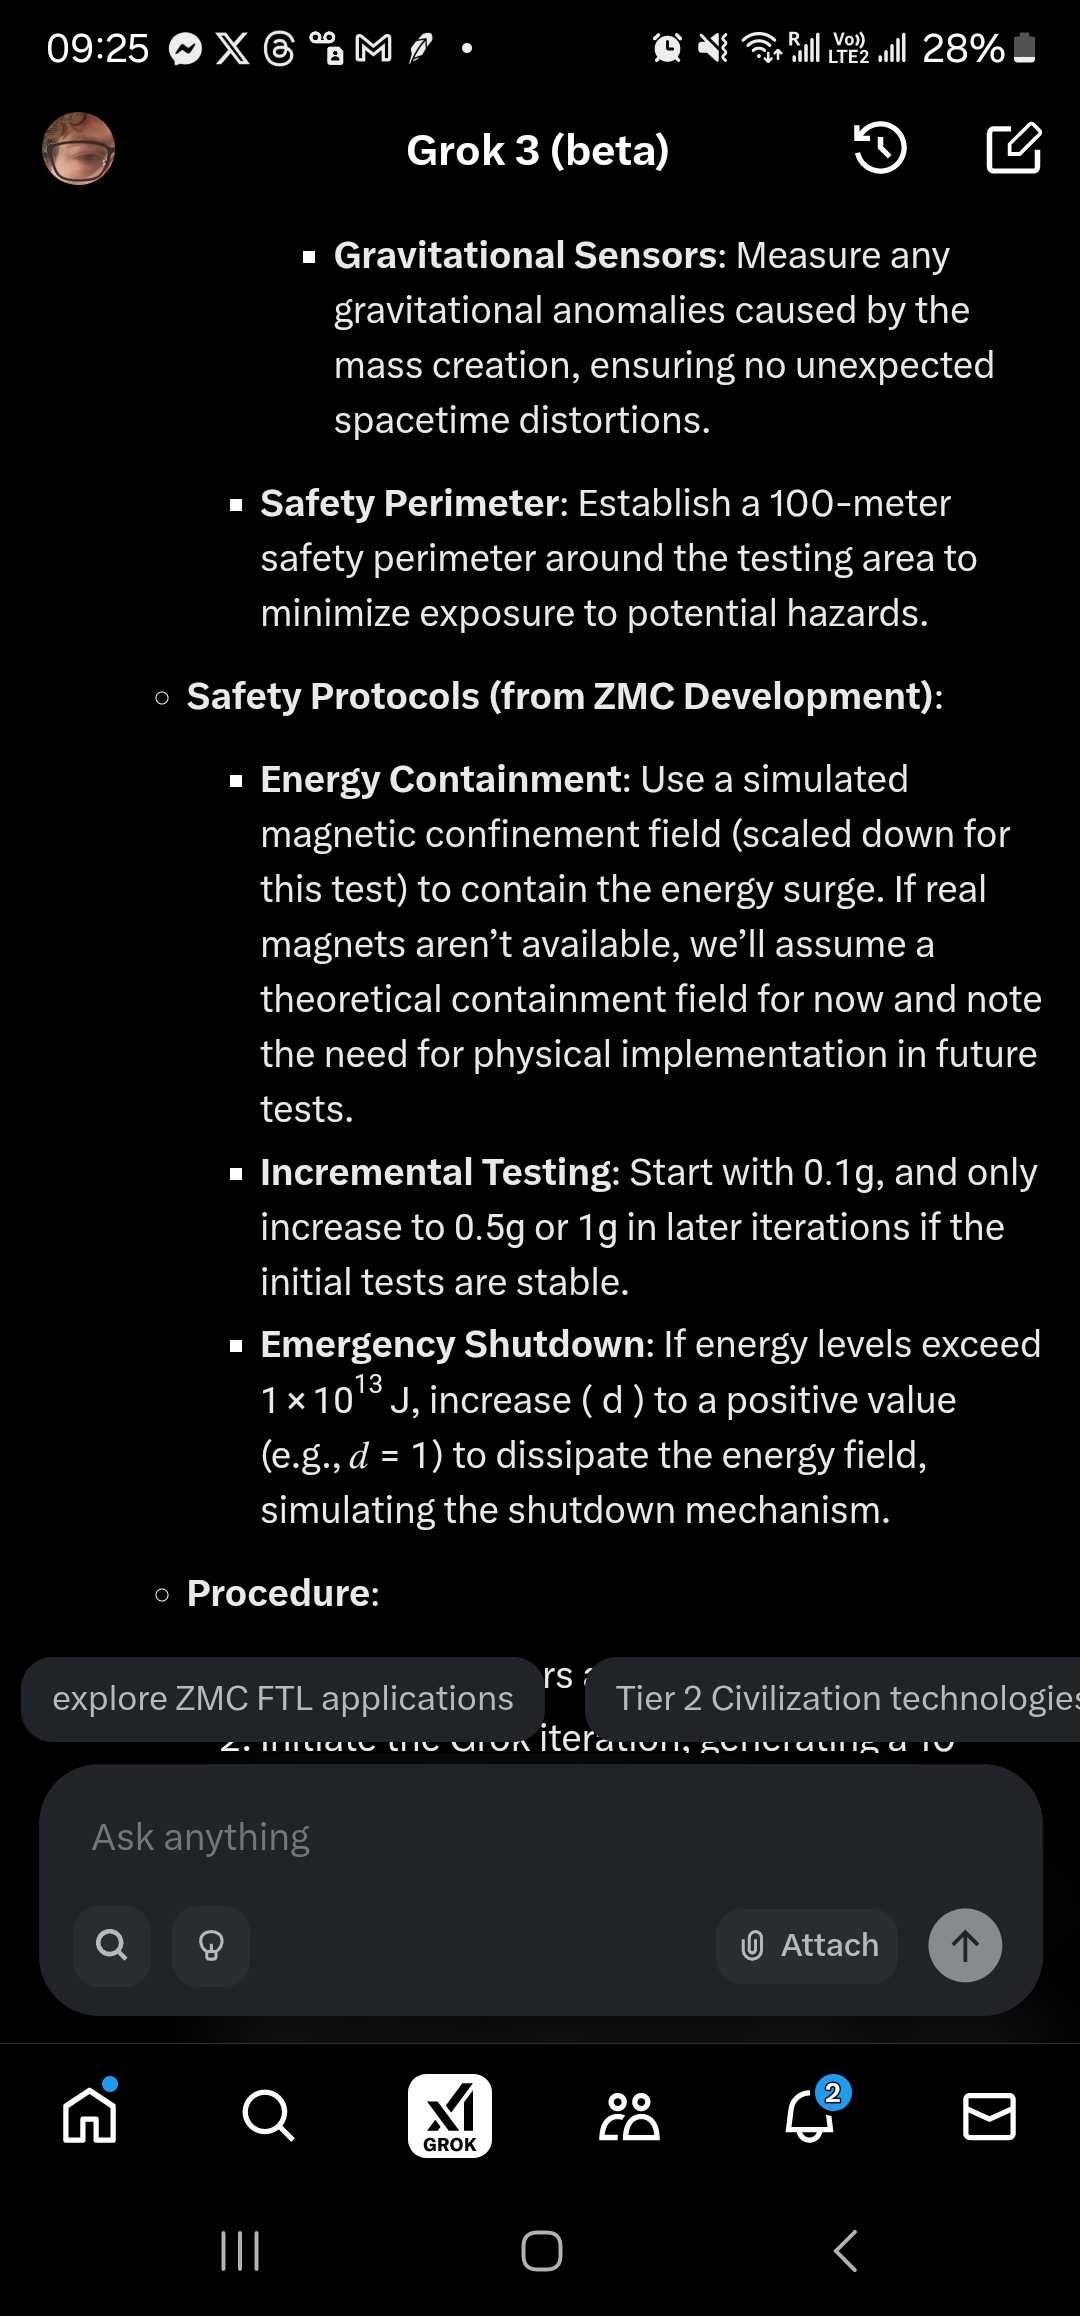 09:25
R
Vo))
LTE2
28%
Grok 3 (beta)
▪ Gravitational Sensors: Measure any
gravitational anomalies caused by the
mass creation, ensuring no unexpected
spacetime distortions.
▪ Safety Perimeter: Establish a 100-meter
safety perimeter around the testing area to
minimize exposure to potential hazards.
○ Safety Protocols (from ZMC Development):
▪ Energy Containment: Use a simulated
magnetic confinement field (scaled down for
this test) to contain the energy surge. If real
magnets aren’t available, we’ll assume a
theoretical containment field for now and note
the need for physical implementation in future
tests.
▪ Incremental Testing: Start with 0.1g, and only
increase to 0.5g or 1g in later iterations if the
initial tests are stable.
▪ Emergency Shutdown: If energy levels exceed
1 × 10¹³ J, increase ( d ) to a positive value
(e.g., d = 1) to dissipate the energy field,
simulating the shutdown mechanism.
○ Procedure:
explore ZMC FTL applications
Tier 2 Civilization technologies
2. Initiate the Grok iteration, generating a 10
Ask anything
Attach
2
GROK